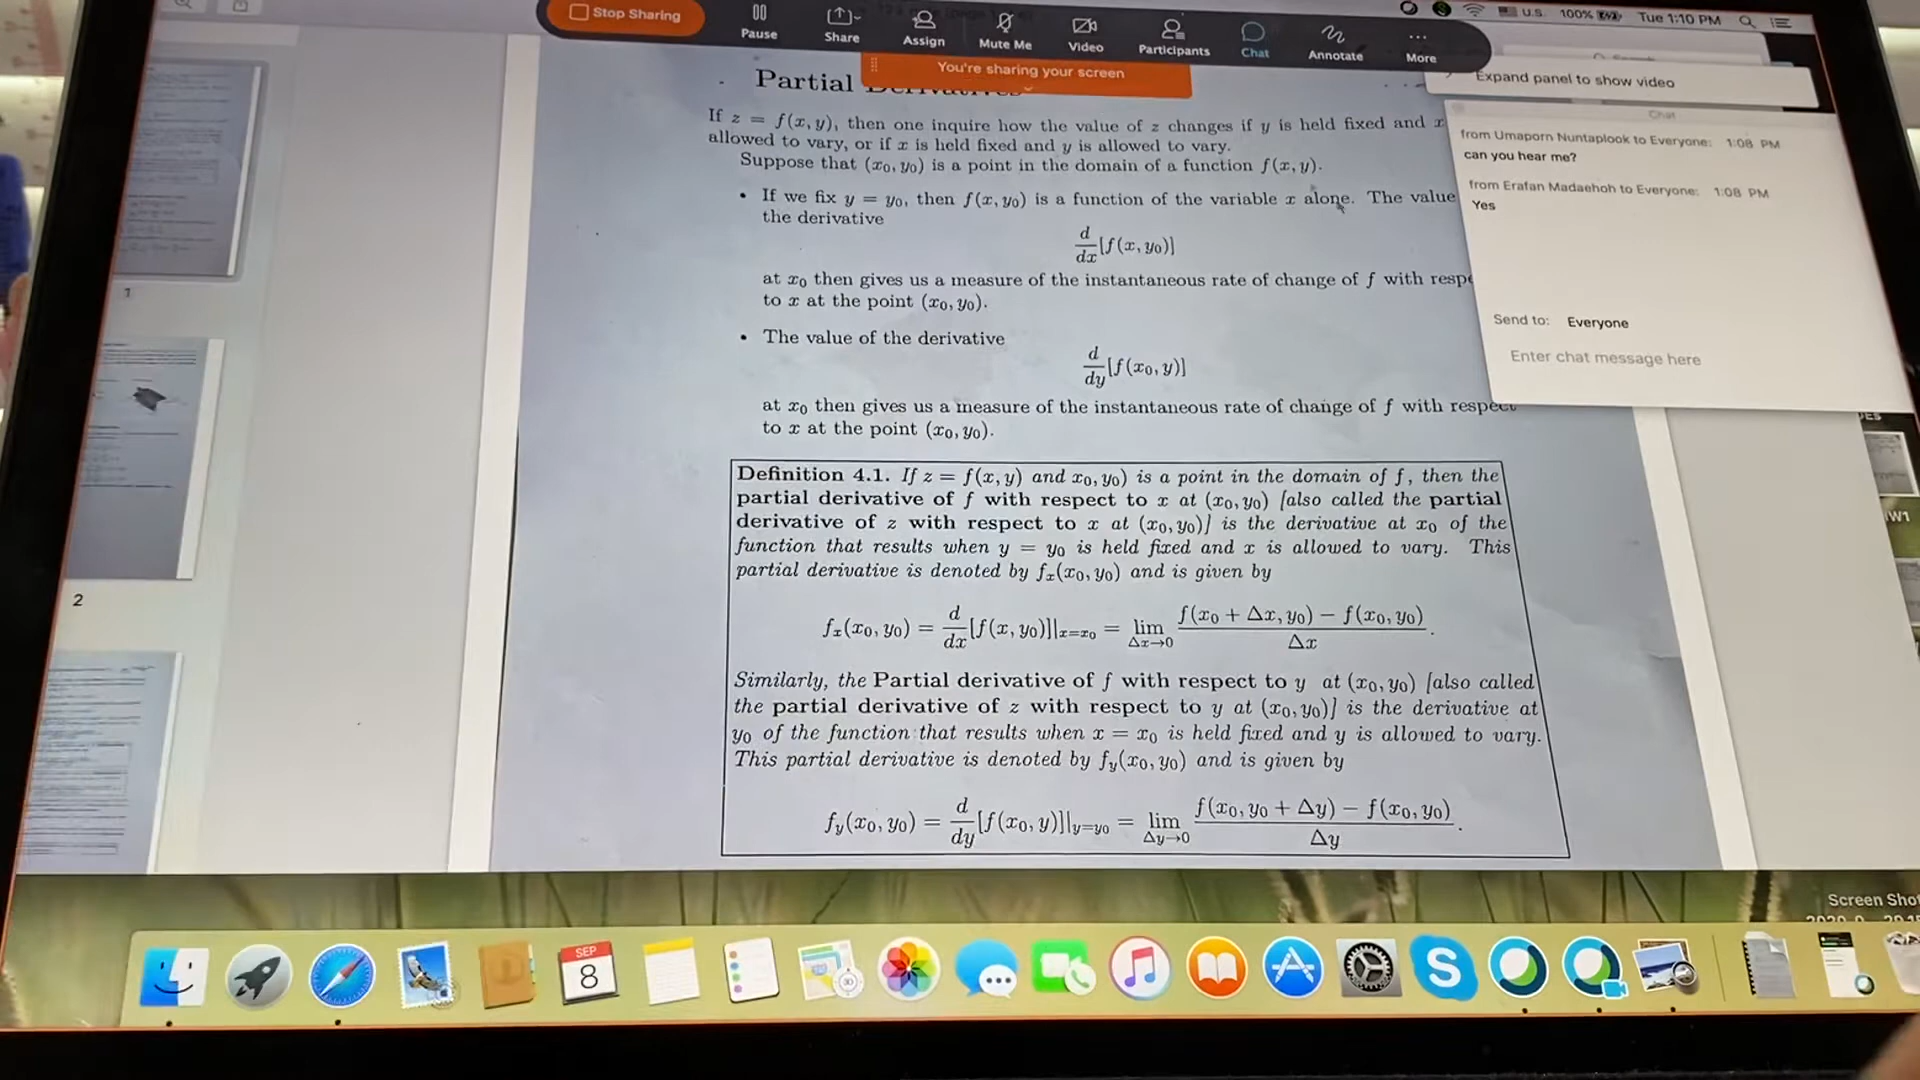 Stop Sharing
Pause
Share
Assign
Mute Me
Video
Participants
Chat
Annotate
More
U.S. 100% Tue 1:10 PM
You're sharing your screen
Expand panel to show video
Partial
If z = f(x, y), then one inquire how the value of z changes if y is held fixed and x
allowed to vary, or if x is held fixed and y is allowed to vary.
Suppose that (x₀, y₀) is a point in the domain of a function f(x, y).
• If we fix y = y₀, then f(x, y₀) is a function of the variable x alone. The value
the derivative
d/dx [f(x, y₀)]
at x₀ then gives us a measure of the instantaneous rate of change of f with
to x at the point (x₀, y₀).
• The value of the derivative
d/dy [f(x₀, y)]
at x₀ then gives us a measure of the instantaneous rate of change of f with respect
to x at the point (x₀, y₀).
Definition 4.1. If z = f(x, y) and x₀, y₀) is a point in the domain of f, then the
partial derivative of f with respect to x at (x₀, y₀) [also called the partial
derivative of z with respect to x at (x₀, y₀)] is the derivative at x₀ of the
function that results when y = y₀ is held fixed and x is allowed to vary. This
partial derivative is denoted by fₓ(x₀, y₀) and is given by
fₓ(x₀, y₀) = d/dx [f(x, y₀)]|ₓ₌ₓ₀ = lim Δx→0 f(x₀ + Δx, y₀) − f(x₀, y₀) / Δx .
Similarly, the Partial derivative of f with respect to y at (x₀, y₀) [also called
the partial derivative of z with respect to y at (x₀, y₀)] is the derivative at
y₀ of the function that results when x = x₀ is held fixed and y is allowed to vary.
This partial derivative is denoted by f_y(x₀, y₀) and is given by
f_y(x₀, y₀) = d/dy [f(x₀, y)]|y=y₀ = lim Δy→0 f(x₀, y₀ + Δy) − f(x₀, y₀) / Δy .
Chat
from Umaporn Nuntaplook to Everyone: 1:08 PM
can you hear me?
from Erafan Madaehoh to Everyone: 1:08 PM
Yes
Send to: Everyone
Enter chat message here
1
2
W1
Screen Sho
SEP
8
S